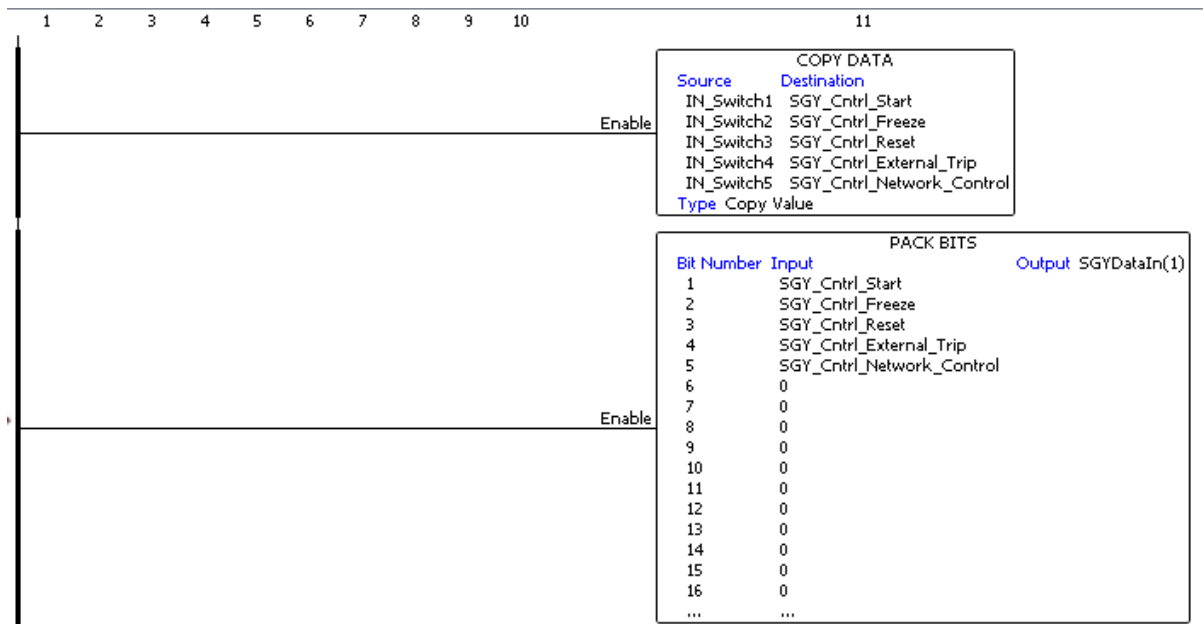 1 2 3 4 5 6 7 8 9 10 11
COPY DATA
Source Destination
IN_Switch1 SGY_Cntrl_Start
Enable IN_Switch2 SGY_Cntrl_Freeze
IN_Switch3 SGY_Cntrl_Reset
IN_Switch4 SGY_Cntrl_External_Trip
IN_Switch5 SGY_Cntrl_Network_Control
Type Copy Value
PACK BITS
Bit Number Input Output SGYDataIn(1)
1 SGY_Cntrl_Start
2 SGY_Cntrl_Freeze
3 SGY_Cntrl_Reset
4 SGY_Cntrl_External_Trip
5 SGY_Cntrl_Network_Control
6 0
7 0
Enable 8 0
9 0
10 0
11 0
12 0
13 0
14 0
15 0
16 0
... ...